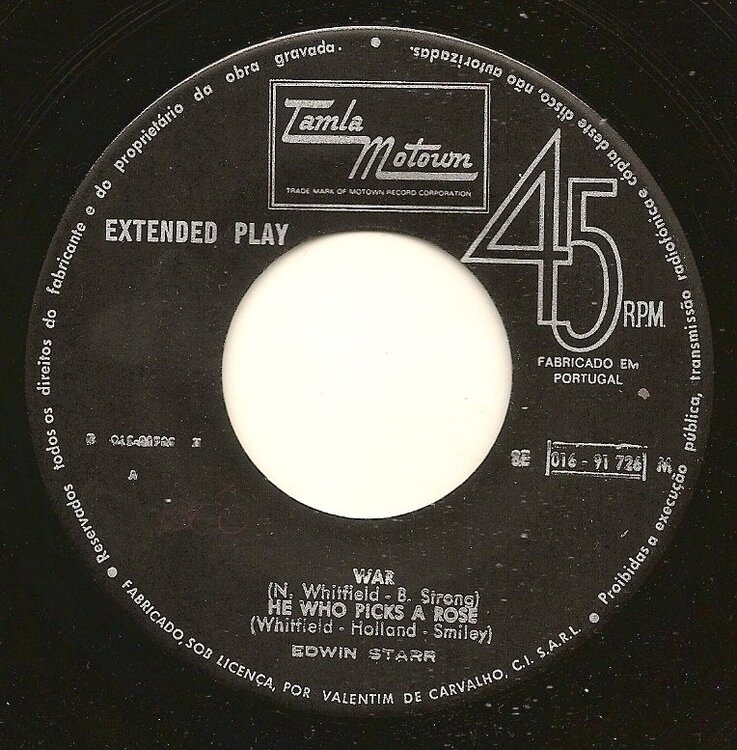 Reservados todos os direitos do fabricante e do proprietário da obra gravada.
Proibidas a execução pública, transmissão radiofónica e cópia deste disco, não autorizadas.
Tamla
Motown
TRADE MARK OF MOTOWN RECORD CORPORATION
EXTENDED PLAY
45
R.P.M.
FABRICADO EM
PORTUGAL
8E 016 - 91 726 M
A
WAR
(N. Whitfield - B. Strong)
HE WHO PICKS A ROSE
(Whitfield - Holland - Smiley)
EDWIN STARR
FABRICADO, SOB LICENÇA, POR VALENTIM DE CARVALHO, C.I. S.A.R.L.